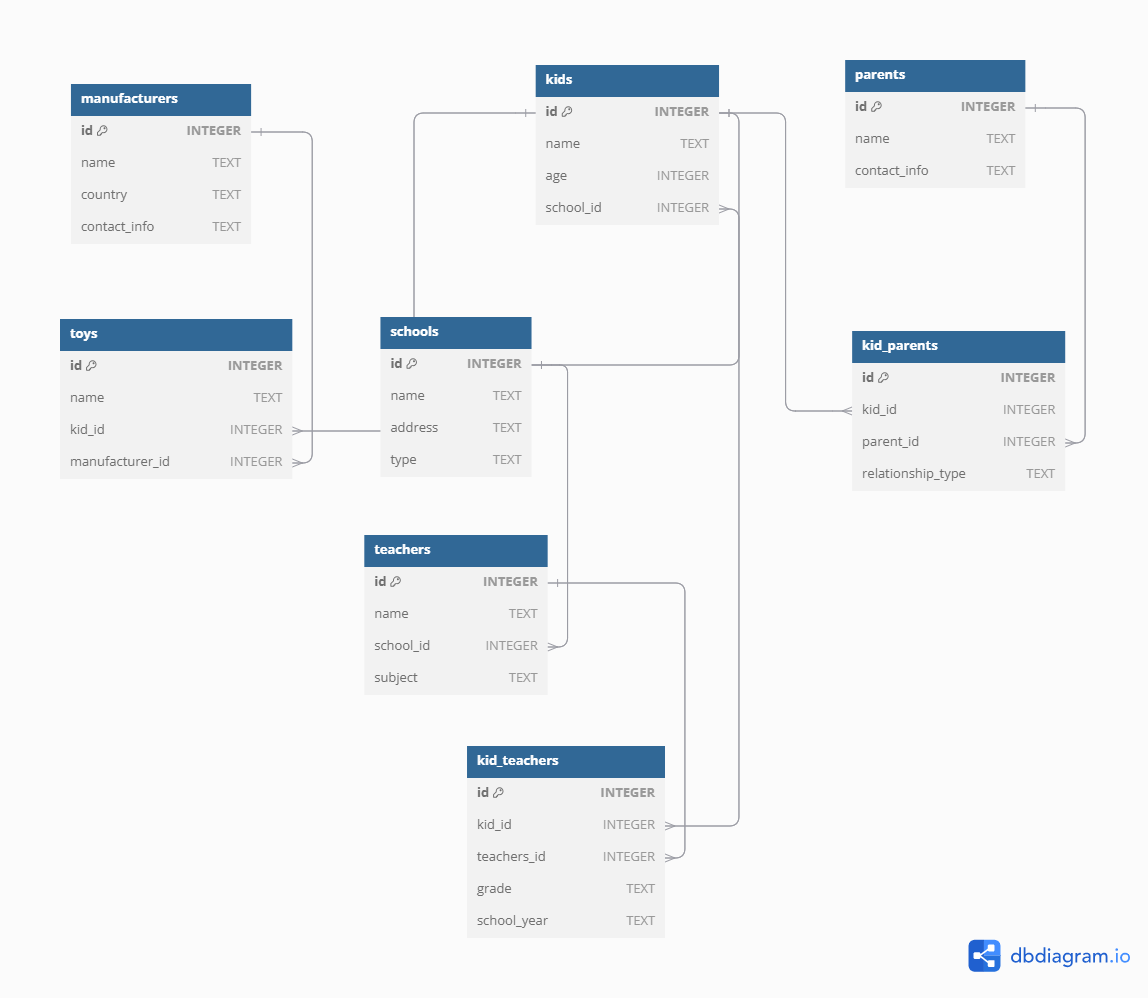 manufacturers
id INTEGER
name TEXT
country TEXT
contact_info TEXT
kids
id INTEGER
name TEXT
age INTEGER
school_id INTEGER
parents
id INTEGER
name TEXT
contact_info TEXT
toys
id INTEGER
name TEXT
kid_id INTEGER
manufacturer_id INTEGER
schools
id INTEGER
name TEXT
address TEXT
type TEXT
kid_parents
id INTEGER
kid_id INTEGER
parent_id INTEGER
relationship_type TEXT
teachers
id INTEGER
name TEXT
school_id INTEGER
subject TEXT
kid_teachers
id INTEGER
kid_id INTEGER
teachers_id INTEGER
grade TEXT
school_year TEXT
dbdiagram.io